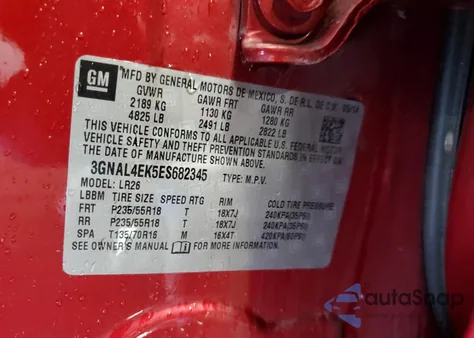 GM
MFD BY GENERAL MOTORS DE MEXICO, S. DE R.L. DE C.V. 05/14
GVWR GAWR FRT GAWR RR
2189 KG 1130 KG 1280 KG
4825 LB 2491 LB 2822 LB
THIS VEHICLE CONFORMS TO ALL APPLICABLE U.S. FEDERAL MOTOR
VEHICLE SAFETY AND THEFT PREVENTION STANDARDS IN EFFECT ON
THE DATE OF MANUFACTURE SHOWN ABOVE.
3GNAL4EK5ES682345 TYPE: M.P.V.
MODEL: LR26
LBBM TIRE SIZE SPEED RTG RIM COLD TIRE PRESSURE
FRT P235/55R18 T 18X7J 240KPA(35PSI)
RR P235/55R18 T 18X7J 240KPA(35PSI)
SPA T135/70R16 M 16X4T 420KPA(60PSI)
SEE OWNER'S MANUAL FOR MORE INFORMATION
autoSnap